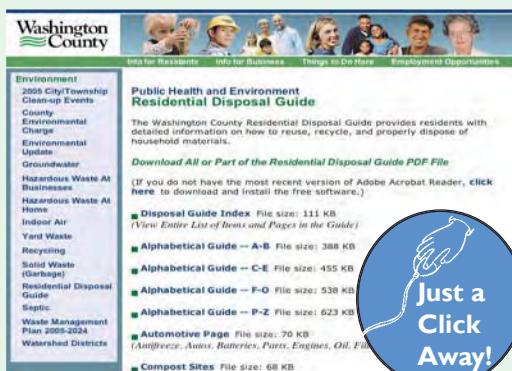 Washington
County
Info for Residents Info for Business Things to Do Here Employment Opportunities
Environment
2005 City/Township
Clean-up Events
County
Environmental
Charge
Environmental
Update
Groundwater
Hazardous Waste At
Businesses
Hazardous Waste At
Home
Indoor Air
Yard Waste
Recycling
Solid Waste
(Garbage)
Residential Disposal
Guide
Septic
Waste Management
Plan 2005-2024
Watershed Districts
Public Health and Environment
Residential Disposal Guide
The Washington County Residential Disposal Guide provides residents with
detailed information on how to reuse, recycle, and properly dispose of
household materials.
Download All or Part of the Residential Disposal Guide PDF File
(If you do not have the most recent version of Adobe Acrobat Reader, click
here to download and install the free software.)
Disposal Guide Index File size: 111 KB
(View Entire List of Items and Pages in the Guide)
Alphabetical Guide -- A-B File size: 388 KB
Alphabetical Guide -- C-E File size: 455 KB
Alphabetical Guide -- F-O File size: 538 KB
Alphabetical Guide -- P-Z File size: 623 KB
Automotive Page File size: 70 KB
(Antifreeze, Autos, Batteries, Parts, Engines, Oil,
Compost Sites File size: 68 KB
Just a
Click
Away!